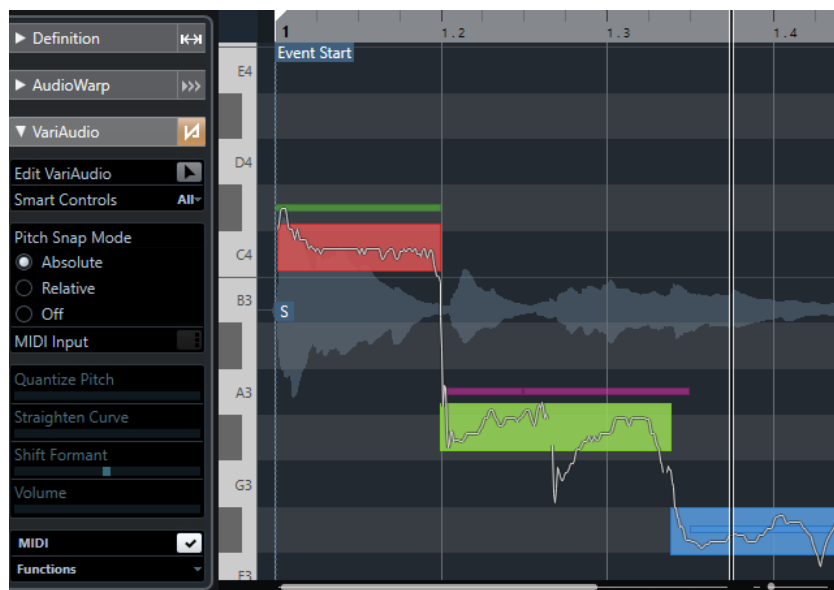 Definition
AudioWarp
VariAudio
Edit VariAudio
Smart Controls All
Pitch Snap Mode
Absolute
Relative
Off
MIDI Input
Quantize Pitch
Straighten Curve
Shift Formant
Volume
MIDI
Functions
1 1.2 1.3 1.4
Event Start
E4
D4
C4
B3
S
A3
G3
F3